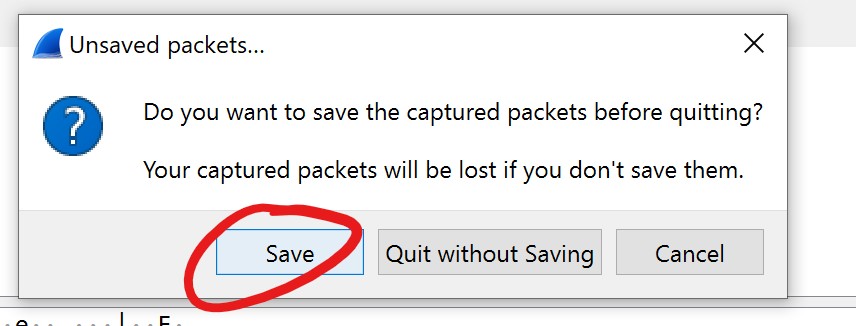 Unsaved packets...
Do you want to save the captured packets before quitting?
Your captured packets will be lost if you don't save them.
Save
Quit without Saving
Cancel